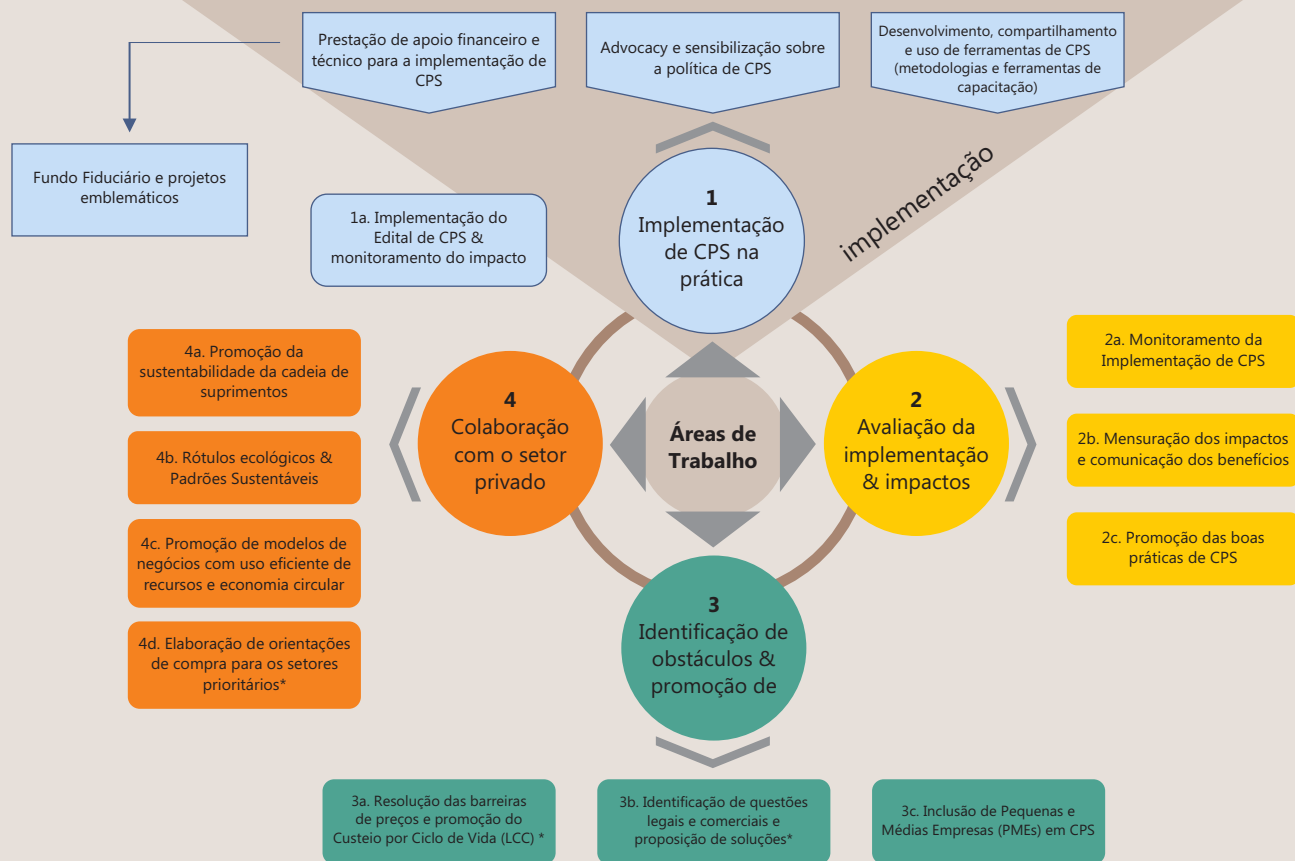 Prestação de apoio financeiro e
técnico para a implementação de
CPS
Advocacy e sensibilização sobre
a política de CPS
Desenvolvimento, compartilhamento
e uso de ferramentas de CPS
(metodologias e ferramentas de
capacitação)
Fundo Fiduciário e projetos
emblemáticos
1a. Implementação do
Edital de CPS &
monitoramento do impacto
1
Implementação
de CPS na
prática
implementação
4a. Promoção da
sustentabilidade da cadeia de
suprimentos
4b. Rótulos ecológicos &
Padrões Sustentáveis
4c. Promoção de modelos de
negócios com uso eficiente de
recursos e economia circular
4d. Elaboração de orientações
de compra para os setores
prioritários*
4
Colaboração
com o setor
privado
Áreas de
Trabalho
2
Avaliação da
implementação
& impactos
2a. Monitoramento da
Implementação de CPS
2b. Mensuração dos impactos
e comunicação dos benefícios
2c. Promoção das boas
práticas de CPS
3
Identificação de
obstáculos &
promoção de
3a. Resolução das barreiras
de preços e promoção do
Custeio por Ciclo de Vida (LCC) *
3b. Identificação de questões
legais e comerciais e
proposição de soluções*
3c. Inclusão de Pequenas e
Médias Empresas (PMEs) em CPS